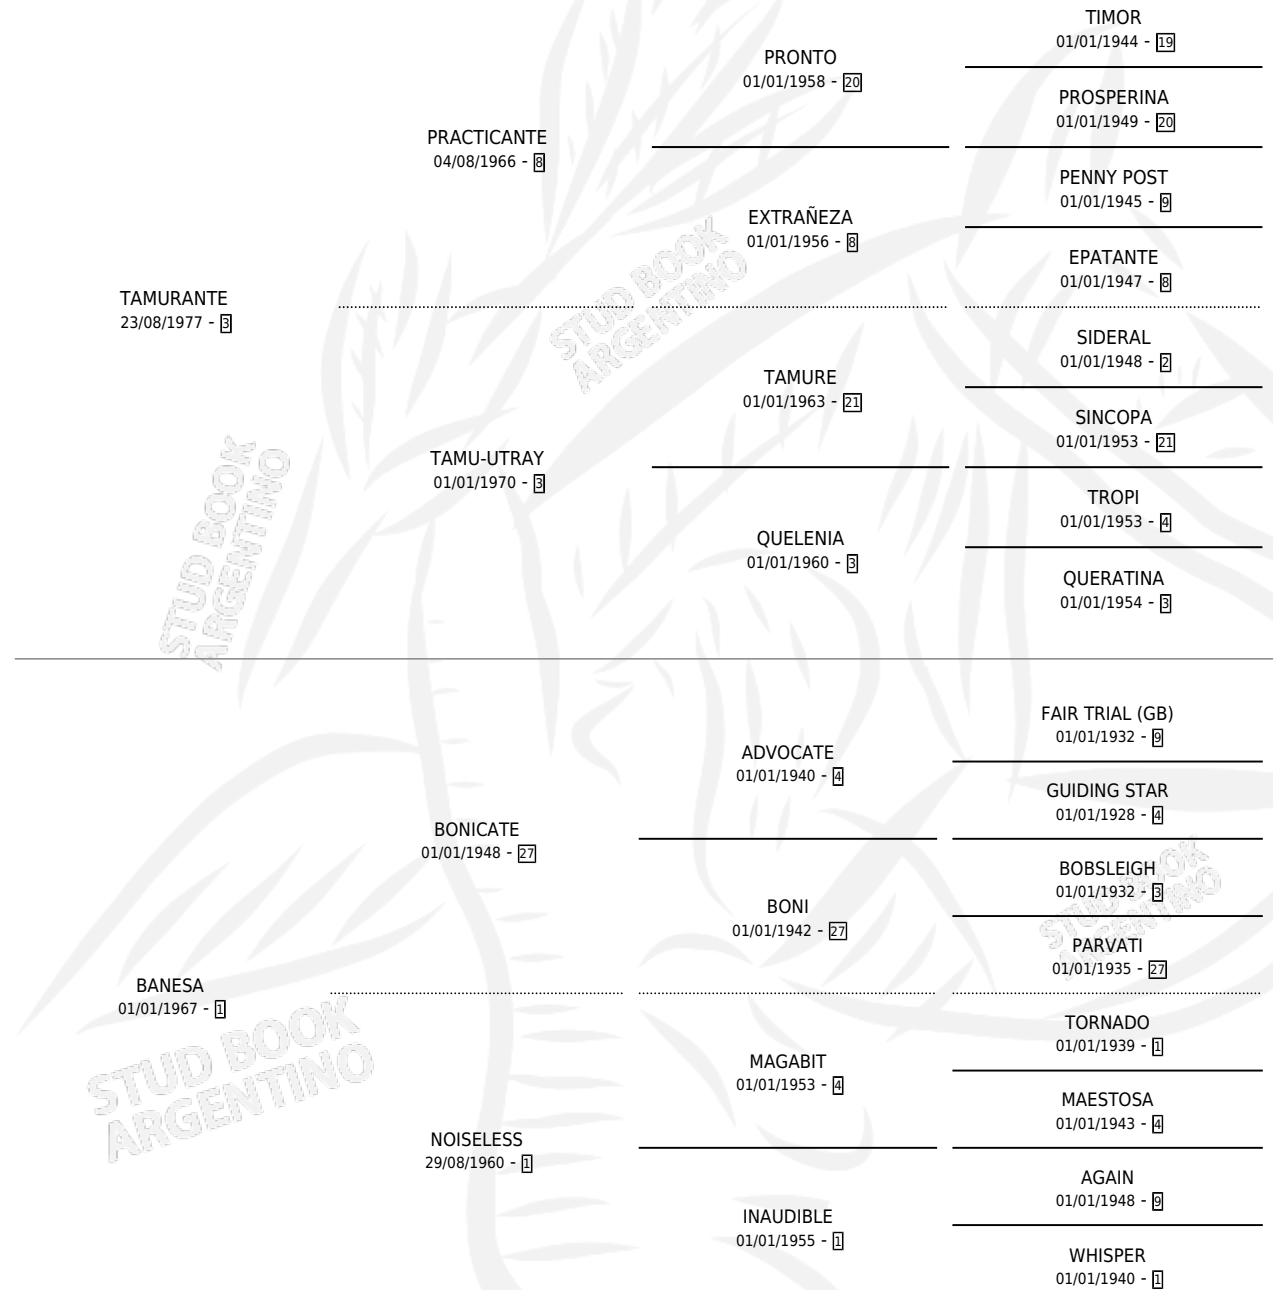 TIMOR
01/01/1944 - 19
PRONTO
01/01/1958 - 20
PROSPERINA
01/01/1949 - 20
PRACTICANTE
04/08/1966 - 8
PENNY POST
01/01/1945 - 9
EXTRAÑEZA
01/01/1956 - 8
EPATANTE
01/01/1947 - 8
TAMURANTE
23/08/1977 - 3
SIDERAL
01/01/1948 - 2
TAMURE
01/01/1963 - 21
SINCOPA
01/01/1953 - 21
TAMU-UTRAY
01/01/1970 - 3
TROPI
01/01/1953 - 4
QUELENIA
01/01/1960 - 3
QUERATINA
01/01/1954 - 3
FAIR TRIAL (GB)
01/01/1932 - 9
ADVOCATE
01/01/1940 - 4
GUIDING STAR
01/01/1928 - 4
BONICATE
01/01/1948 - 27
BOBSLEIGH
01/01/1932 - 3
BONI
01/01/1942 - 27
PARVATI
01/01/1935 - 27
BANESA
01/01/1967 - 1
TORNADO
01/01/1939 - 1
MAGABIT
01/01/1953 - 4
MAESTOSA
01/01/1943 - 4
NOISELESS
29/08/1960 - 1
AGAIN
01/01/1948 - 9
INAUDIBLE
01/01/1955 - 1
WHISPER
01/01/1940 - 1
STUD BOOK
ARGENTINO
STUD BOOK
ARGENTINO
STUD BOOK
ARGENTINO
STUD BOOK
ARGENTINO